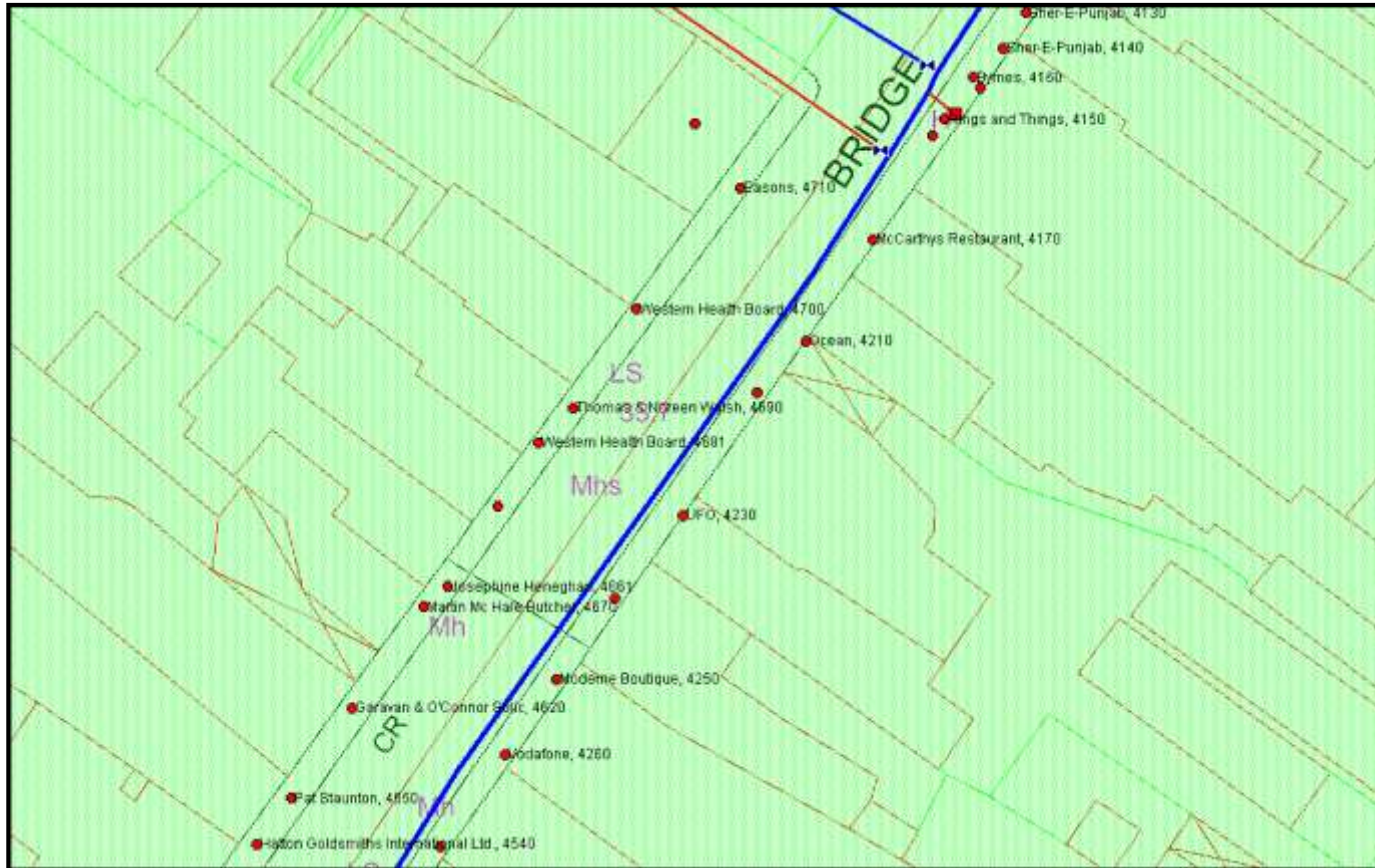 Sher-E-Punjab, 4130
Sher-E-Punjab, 4140
BRIDGE
Byrnes, 4160
Rings and Things, 4150
Easons, 4710
McCarthys Restaurant, 4170
Western Health Board, 4700
Ocean, 4210
LS
Thomas & Noreen Walsh, 4690
Western Health Board, 4681
Mhs
UFO, 4230
Josephine Heneghan, 4661
Martin Mc Hale Butcher, 4670
Mh
Moderne Boutique, 4250
Garavan & O'Connor Solic, 4620
CR
Vodafone, 4260
Pat Staunton, 4560
Mh
Hatton Goldsmiths International Ltd., 4540
LS